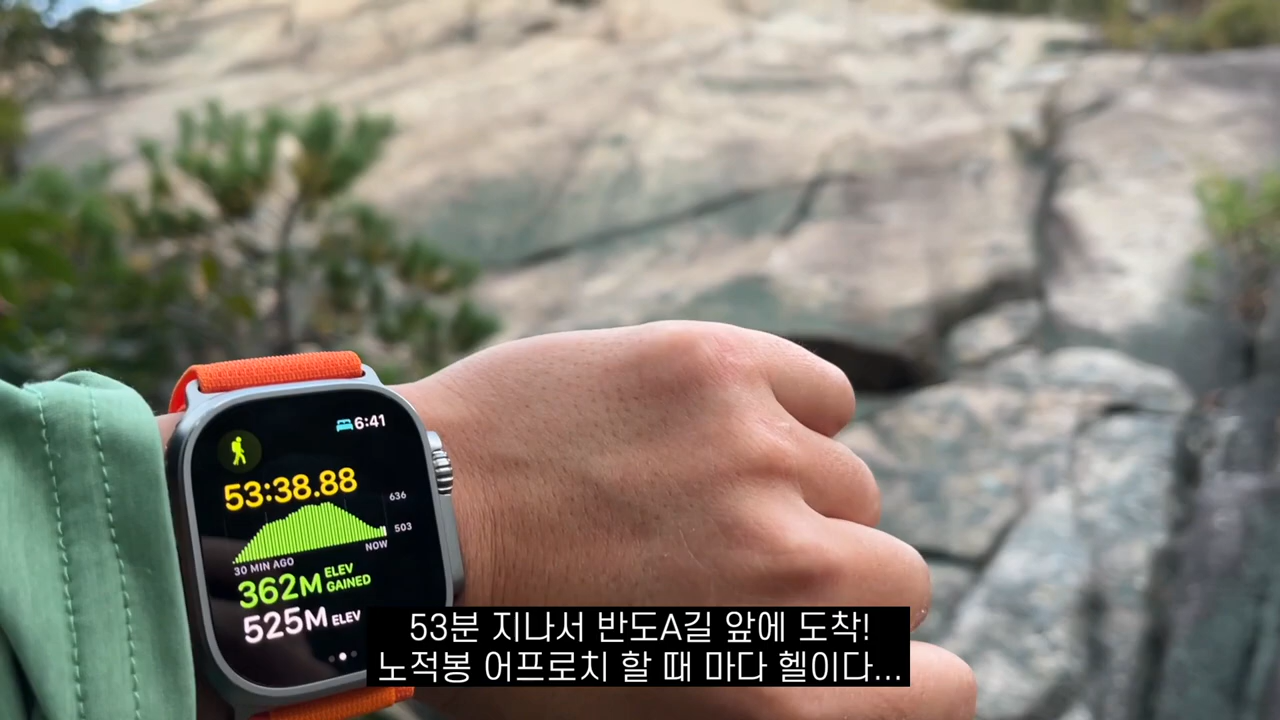 6:41
53:38.88
636
503
30 MIN AGO
NOW
362M ELEV GAINED
525M ELEV
53분 지나서 반도A길 앞에 도착!
노적봉 어프로치 할 때 마다 헬이다...